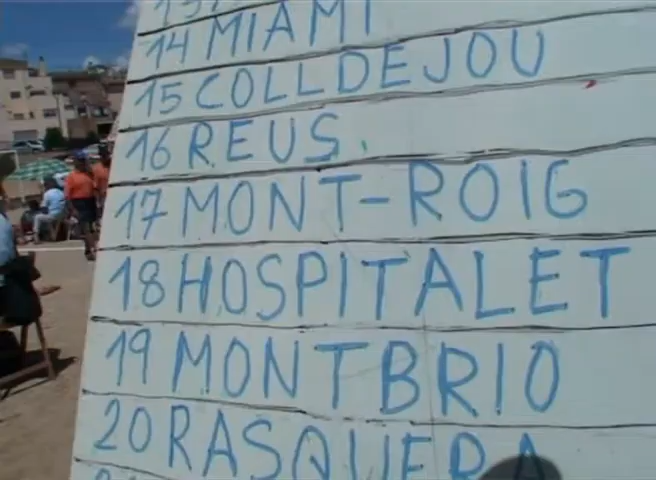 14 MIAMI
15 COLLDEJOU
16 REUS
17 MONT-ROIG
18 HOSPITALET
19 MONTBRIO
20 RASQUERA